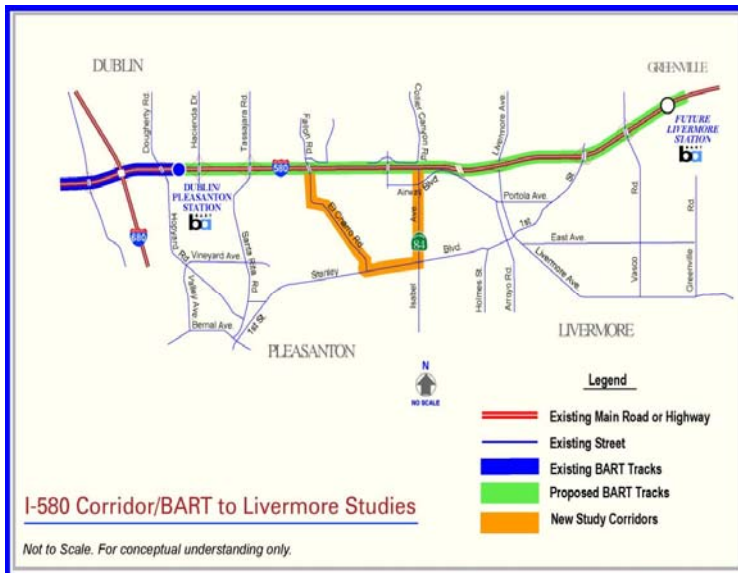 DUBLIN
GREENVILLE
Dougherty Rd.
Hacienda Dr.
Tassajara Rd.
Fallon Rd
Collier Canyon Rd
Livermore Ave.
FUTURE
LIVERMORE
STATION
ba
580
DUBLIN/
PLEASANTON
STATION
BART
ba
680
Airway Blvd.
Portola Ave.
St.
1st
Rd
Rd.
El Charro Rd.
Ave
84
Hopyard
Rd.
Vineyard Ave.
Santa Rita
Rd
Stanley
Blvd.
East Ave.
Livermore
Ave.
Vasco
Greenville
Valley Ave.
Bernal Ave.
1st St.
Isabel
Holmes St.
Arroyo Rd
PLEASANTON
LIVERMORE
N
NO SCALE
Legend
Existing Main Road or Highway
Existing Street
Existing BART Tracks
Proposed BART Tracks
New Study Corridors
I-580 Corridor/BART to Livermore Studies
Not to Scale. For conceptual understanding only.